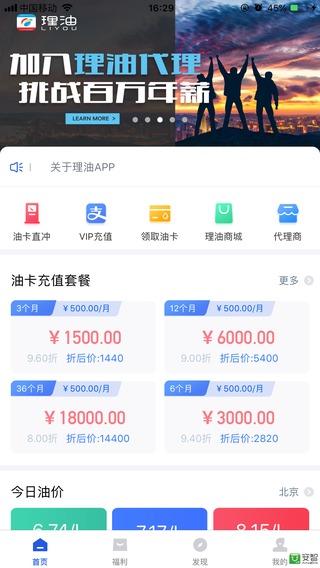 中国移动
16:29
45%
理油
LIYOU
加入理油代理
挑战百万年薪
LEARN MORE ►
关于理油APP
油卡直冲
VIP充值
领取油卡
理油商城
代理商
油卡充值套餐
更多 >
3个月 ￥500.00/月
12个月 ￥500.00/月
￥1500.00
￥6000.00
9.60折 折后价:1440
9.00折 折后价:5400
36个月 ￥500.00/月
6个月 ￥500.00/月
￥18000.00
￥3000.00
8.00折 折后价:14400
9.40折 折后价:2820
今日油价
北京 >
6.74/L
7.17/L
8.15/L
首页
福利
发现
我的
安智